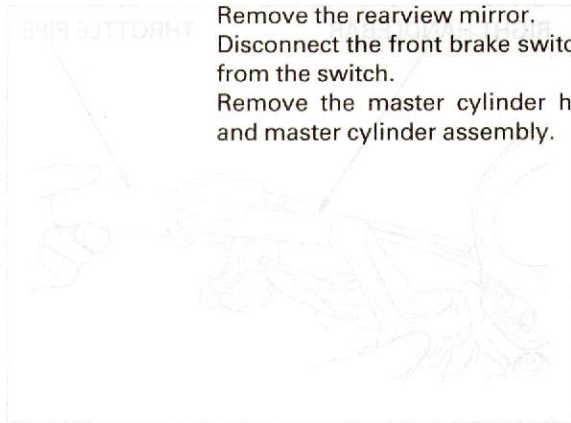 Remove the rearview mirror.
Disconnect the front brake switc
from the switch.
Remove the master cylinder h
and master cylinder assembly.